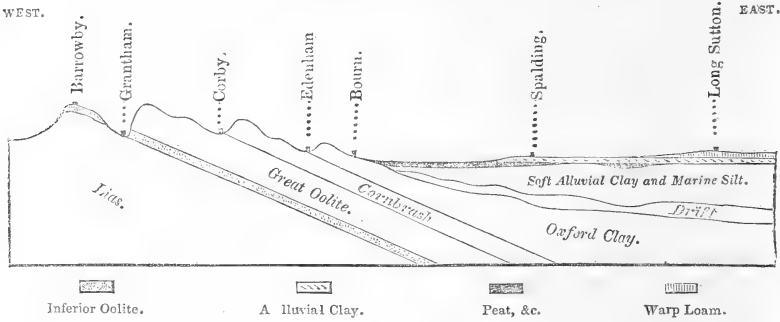 WEST.
EAST.
Barrowby.
Grantham.
Corby.
Edenham
Bourn.
Spalding.
Long Sutton.
Lias.
Great Oolite.
Cornbrash
Soft Alluvial Clay and Marine Silt.
Drift
Oxford Clay.
Inferior Oolite.
A lluvial Clay.
Peat, &c.
Warp Loam.